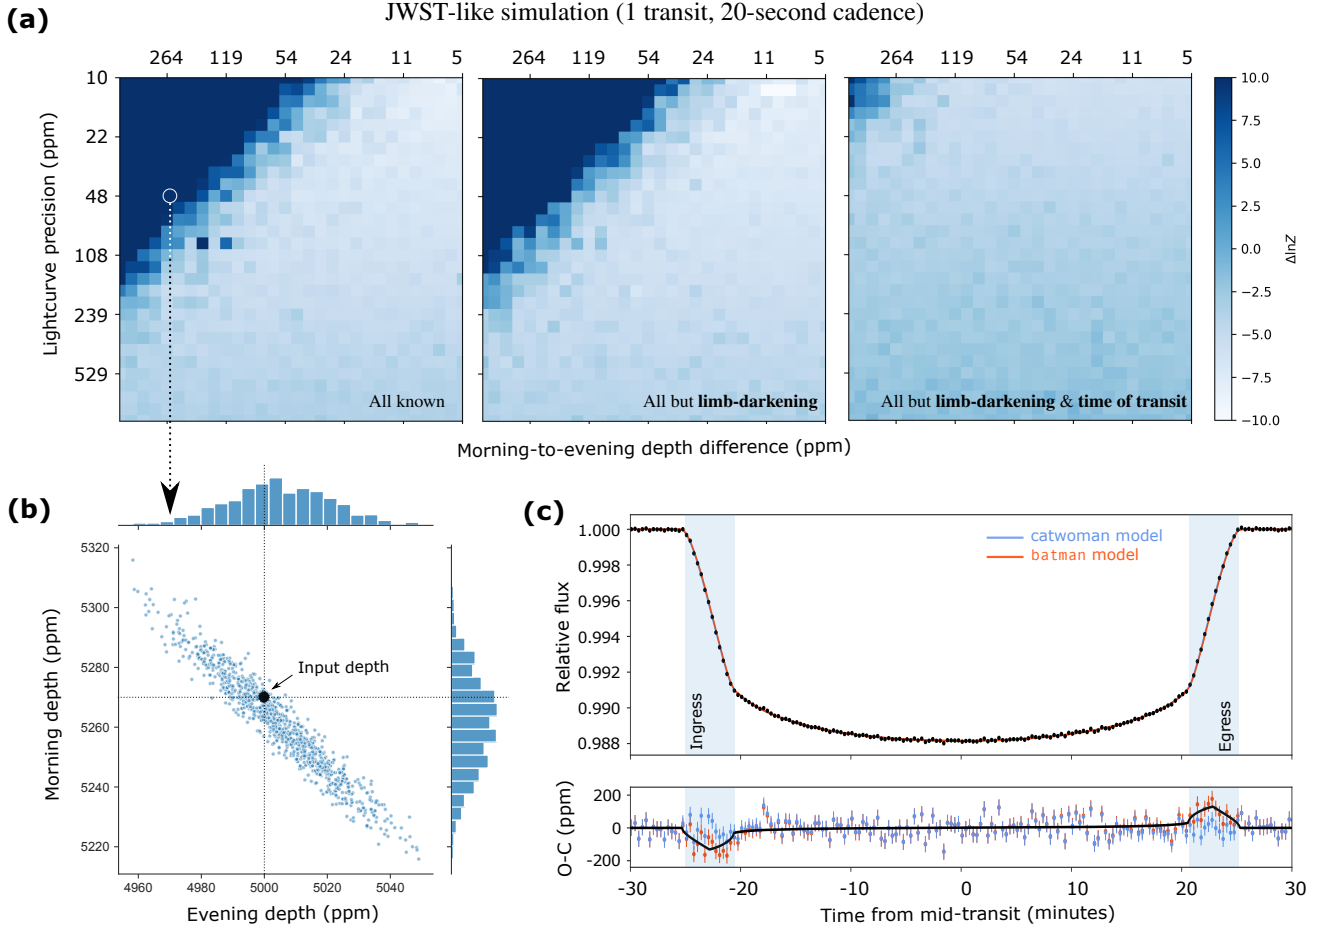 JWST-like simulation (1 transit, 20-second cadence)
(a)
264 119 54 24 11 5
264 119 54 24 11 5
264 119 54 24 11 5
Lightcurve precision (ppm)
10
22
48
108
239
529
All known
All but limb-darkening
All but limb-darkening & time of transit
10.0
7.5
5.0
2.5
0.0
−2.5
−5.0
−7.5
−10.0
ΔlnZ
Morning-to-evening depth difference (ppm)
(b)
Morning depth (ppm)
5320
5300
5280
5260
5240
5220
Input depth
4960 4980 5000 5020 5040
Evening depth (ppm)
(c)
Relative flux
1.000
0.998
0.996
0.994
0.992
0.990
0.988
catwoman model
batman model
Ingress
Egress
O-C (ppm)
200
0
-200
-30 -20 -10 0 10 20 30
Time from mid-transit (minutes)